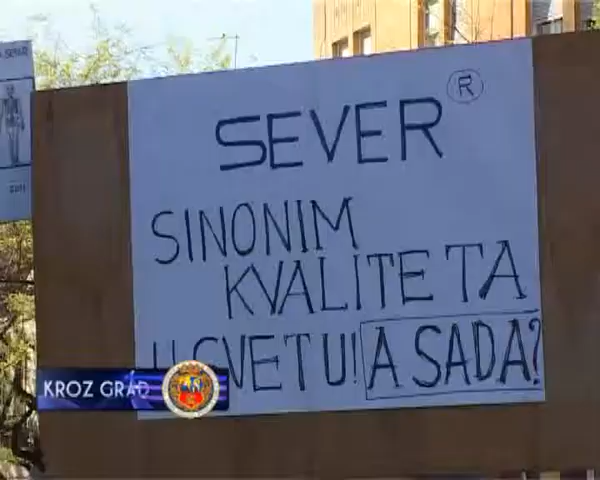 SEVER ®
SINONIM
KVALITETA
U SVETU! A SADA?
KROZ GRAD